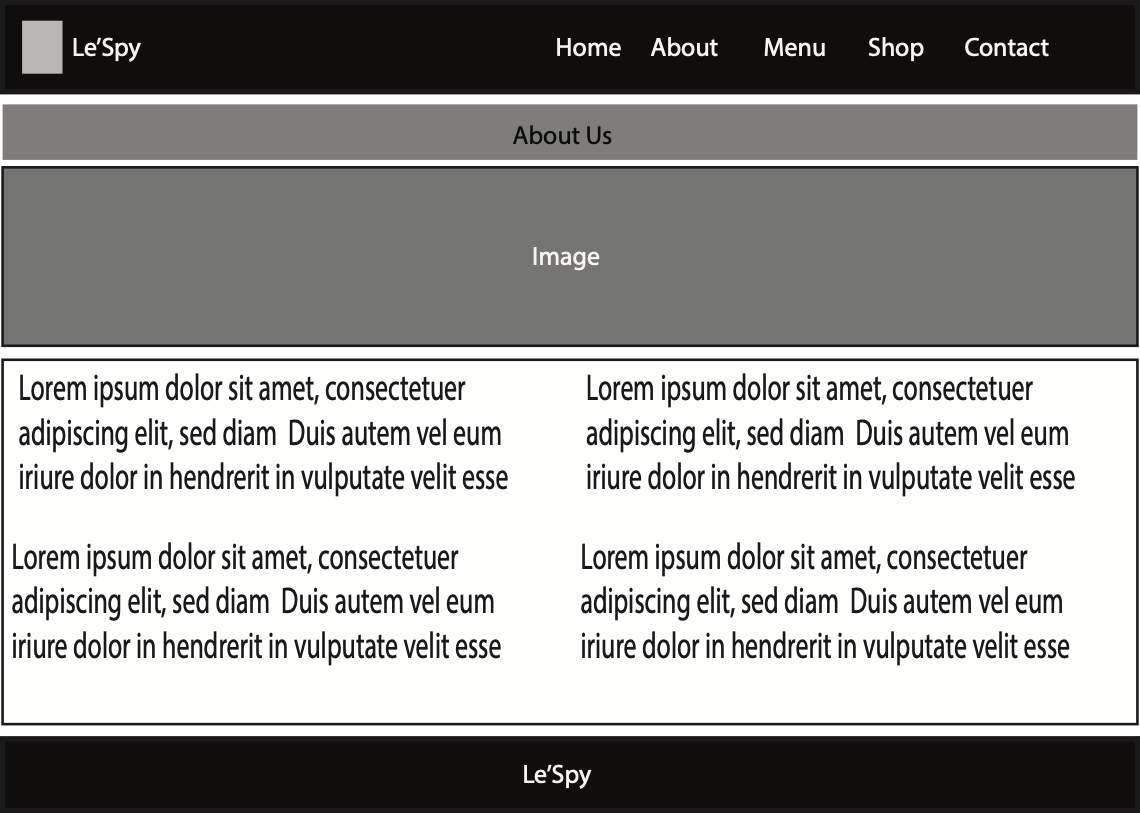 Le’Spy Home About Menu Shop Contact
About Us
Image
Lorem ipsum dolor sit amet, consectetuer
adipiscing elit, sed diam  Duis autem vel eum
iriure dolor in hendrerit in vulputate velit esse
Lorem ipsum dolor sit amet, consectetuer
adipiscing elit, sed diam  Duis autem vel eum
iriure dolor in hendrerit in vulputate velit esse
Lorem ipsum dolor sit amet, consectetuer
adipiscing elit, sed diam  Duis autem vel eum
iriure dolor in hendrerit in vulputate velit esse
Lorem ipsum dolor sit amet, consectetuer
adipiscing elit, sed diam  Duis autem vel eum
iriure dolor in hendrerit in vulputate velit esse
Le’Spy